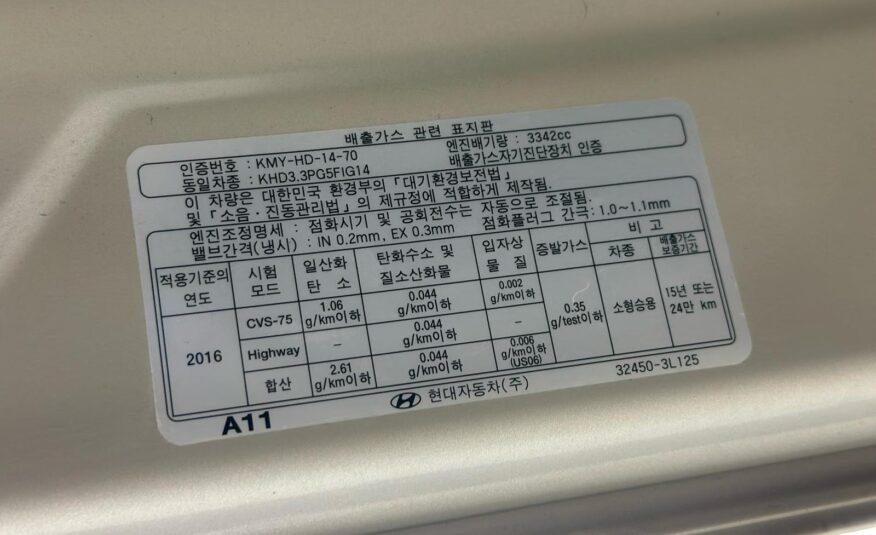 배출가스 관련 표지판
인증번호 : KMY-HD-14-70 엔진배기량 : 3342cc
동일차종 : KHD3.3PG5FIG14 배출가스자기진단장치 인증
이 차량은 대한민국 환경부의 「대기환경보전법」
및 「소음·진동관리법」의 제규정에 적합하게 제작됨.
엔진조정명세 : 점화시기 및 공회전수는 자동으로 조절됨.
밸브간격(냉시) : IN 0.2mm, EX 0.3mm 점화플러그 간극: 1.0~1.1mm
적용기준의 연도 시험 모드 일산화 탄소 탄화수소 및 질소산화물 입자상 물질 증발가스 비고
차종 배출가스 보증기간
2016 CVS-75 1.06 g/km이하 0.044 g/km이하 0.002 g/km이하 0.35 g/test이하 소형승용 15년 또는 24만 km
Highway – 0.044 g/km이하 –
합산 2.61 g/km이하 0.044 g/km이하 0.006 g/km이하 (US06)
A11 현대자동차(주) 32450-3L125